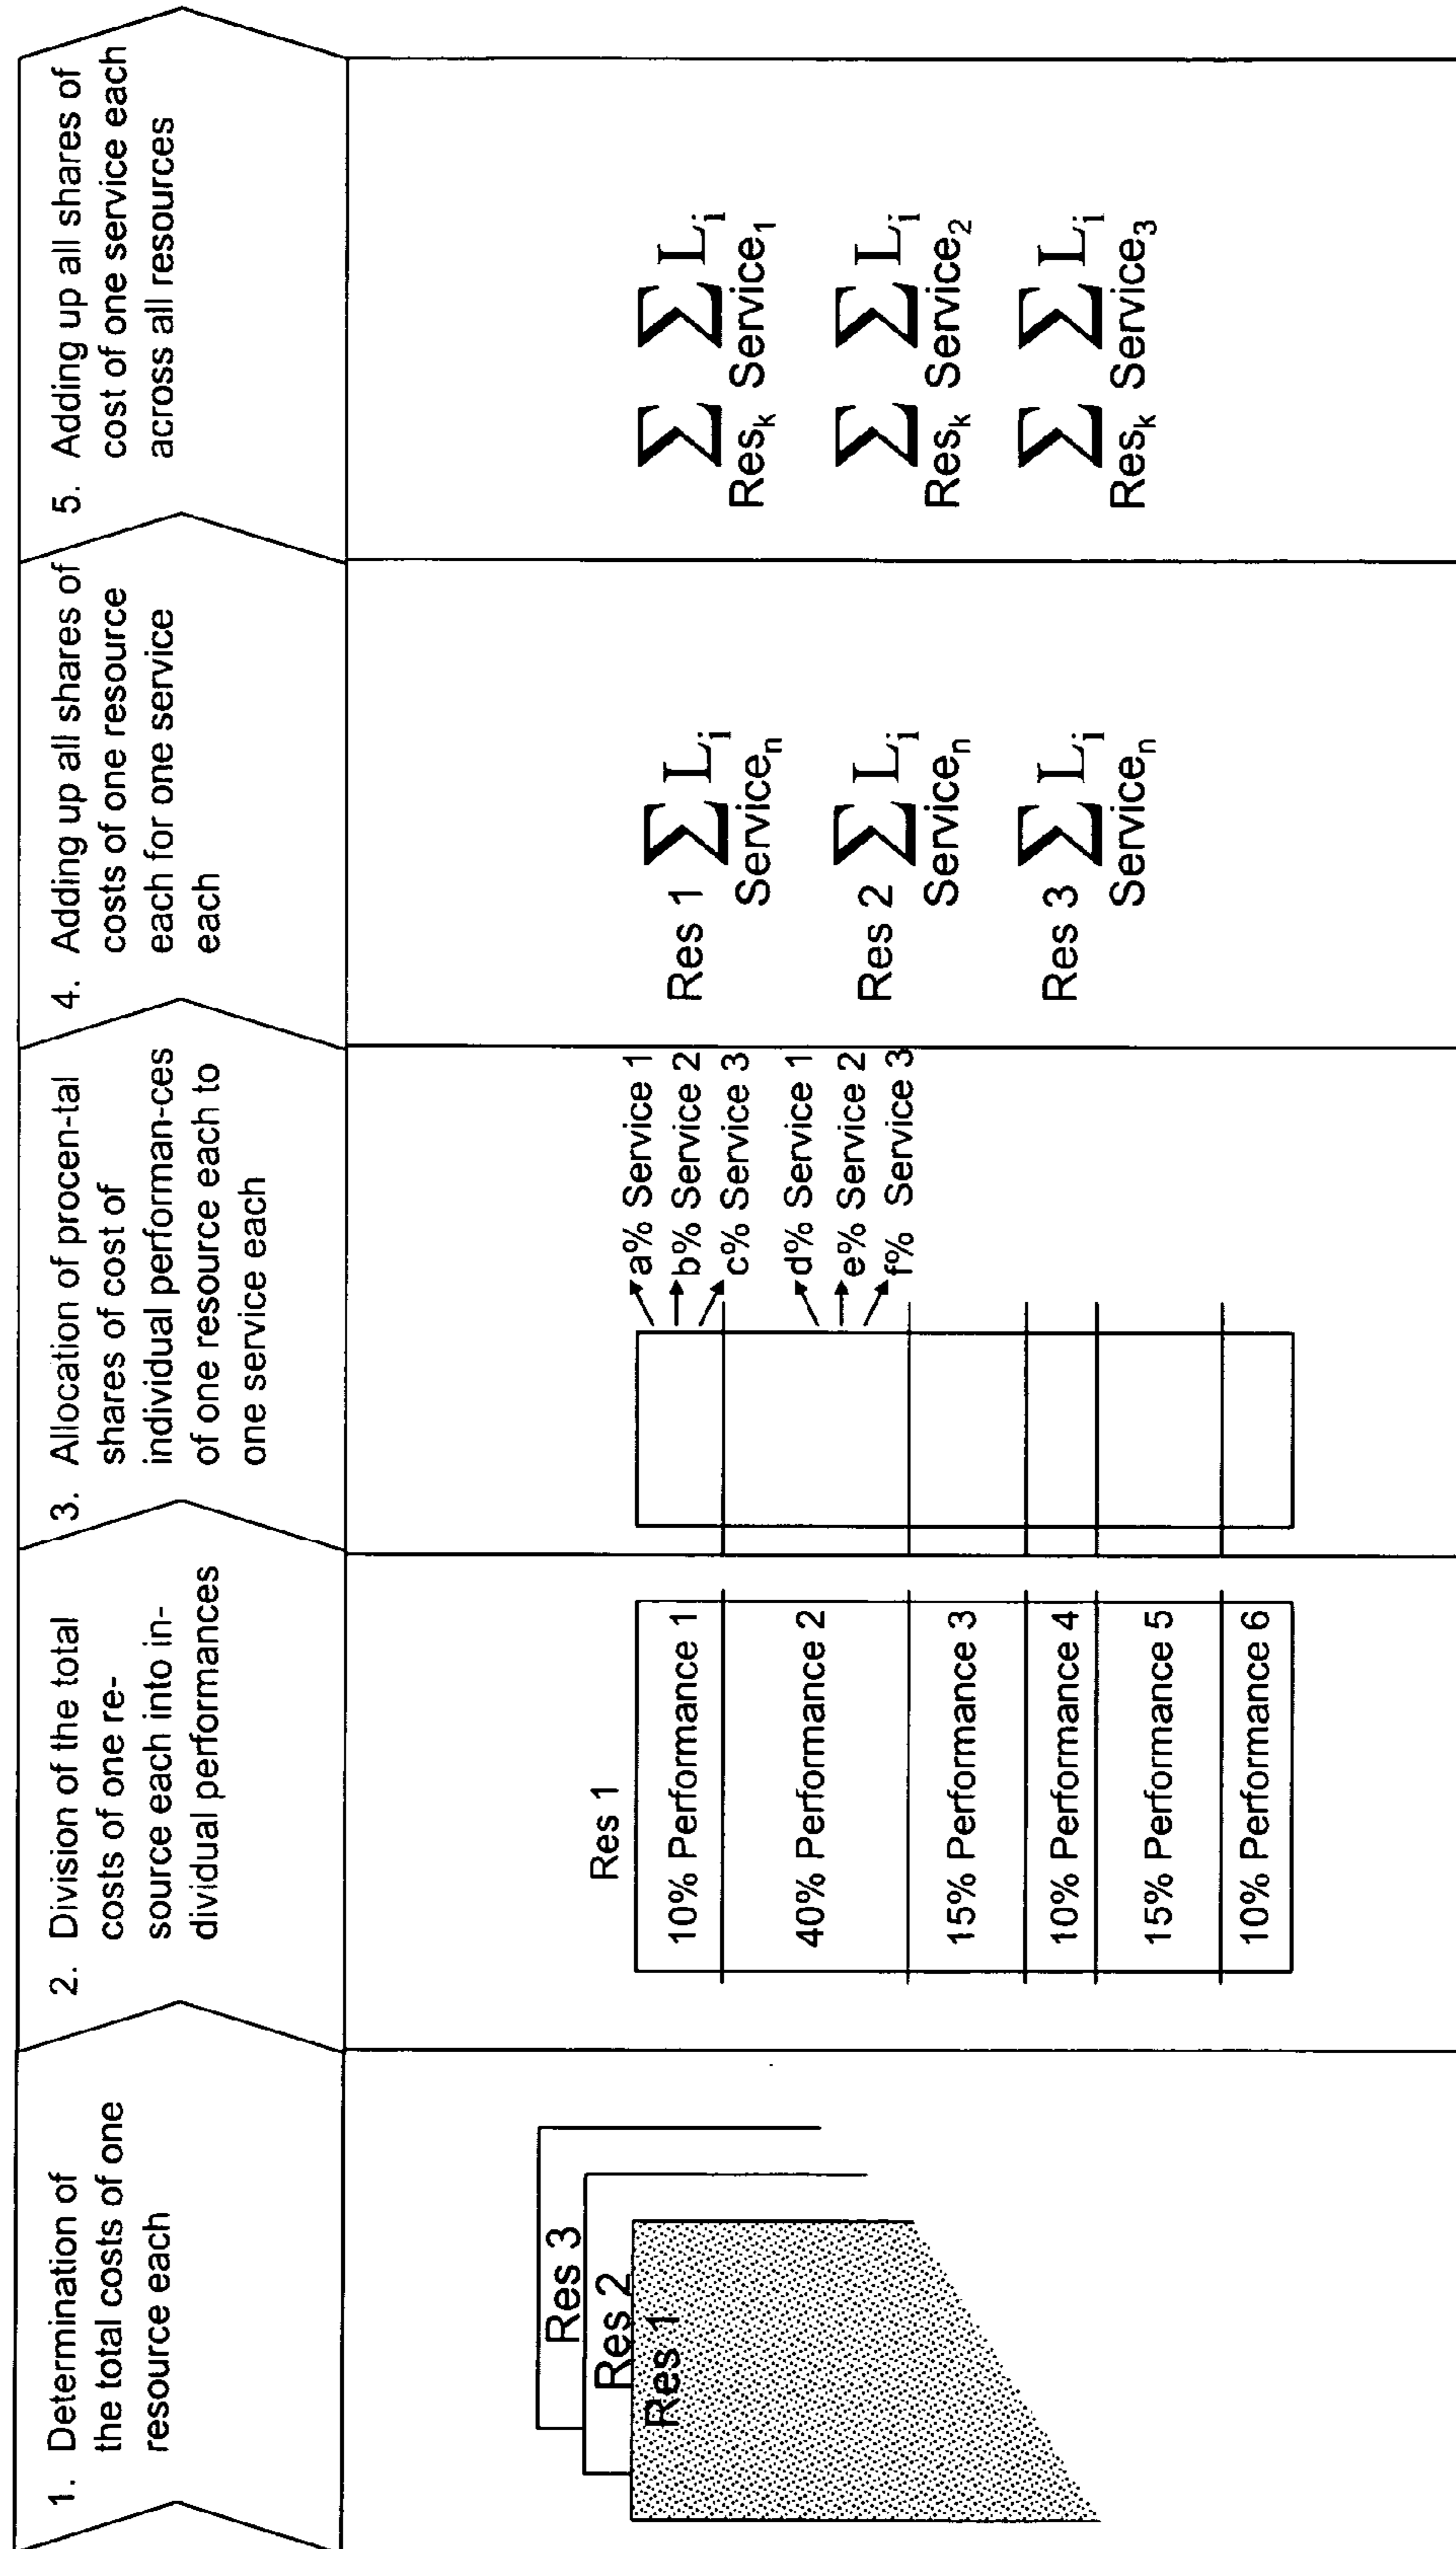 1. Determination of
the total costs of one
resource each
2. Division of the total
costs of one re-
source each into in-
dividual performances
3. Allocation of procen-tal
shares of cost of
individual performan-ces
of one resource each to
one service each
4. Adding up all shares of
costs of one resource
each for one service
each
5. Adding up all shares of
cost of one service each
across all resources
Res 3
Res 2
Res 1
Res 1
10% Performance 1
40% Performance 2
15% Performance 3
10% Performance 4
15% Performance 5
10% Performance 6
a% Service 1
b% Service 2
c% Service 3
d% Service 1
e% Service 2
f% Service 3
Res 1 ∑ Lᵢ
Serviceₙ
Res 2 ∑ Lᵢ
Serviceₙ
Res 3 ∑ Lᵢ
Serviceₙ
∑ ∑ Lᵢ
Resₖ Service₁
∑ ∑ Lᵢ
Resₖ Service₂
∑ ∑ Lᵢ
Resₖ Service₃